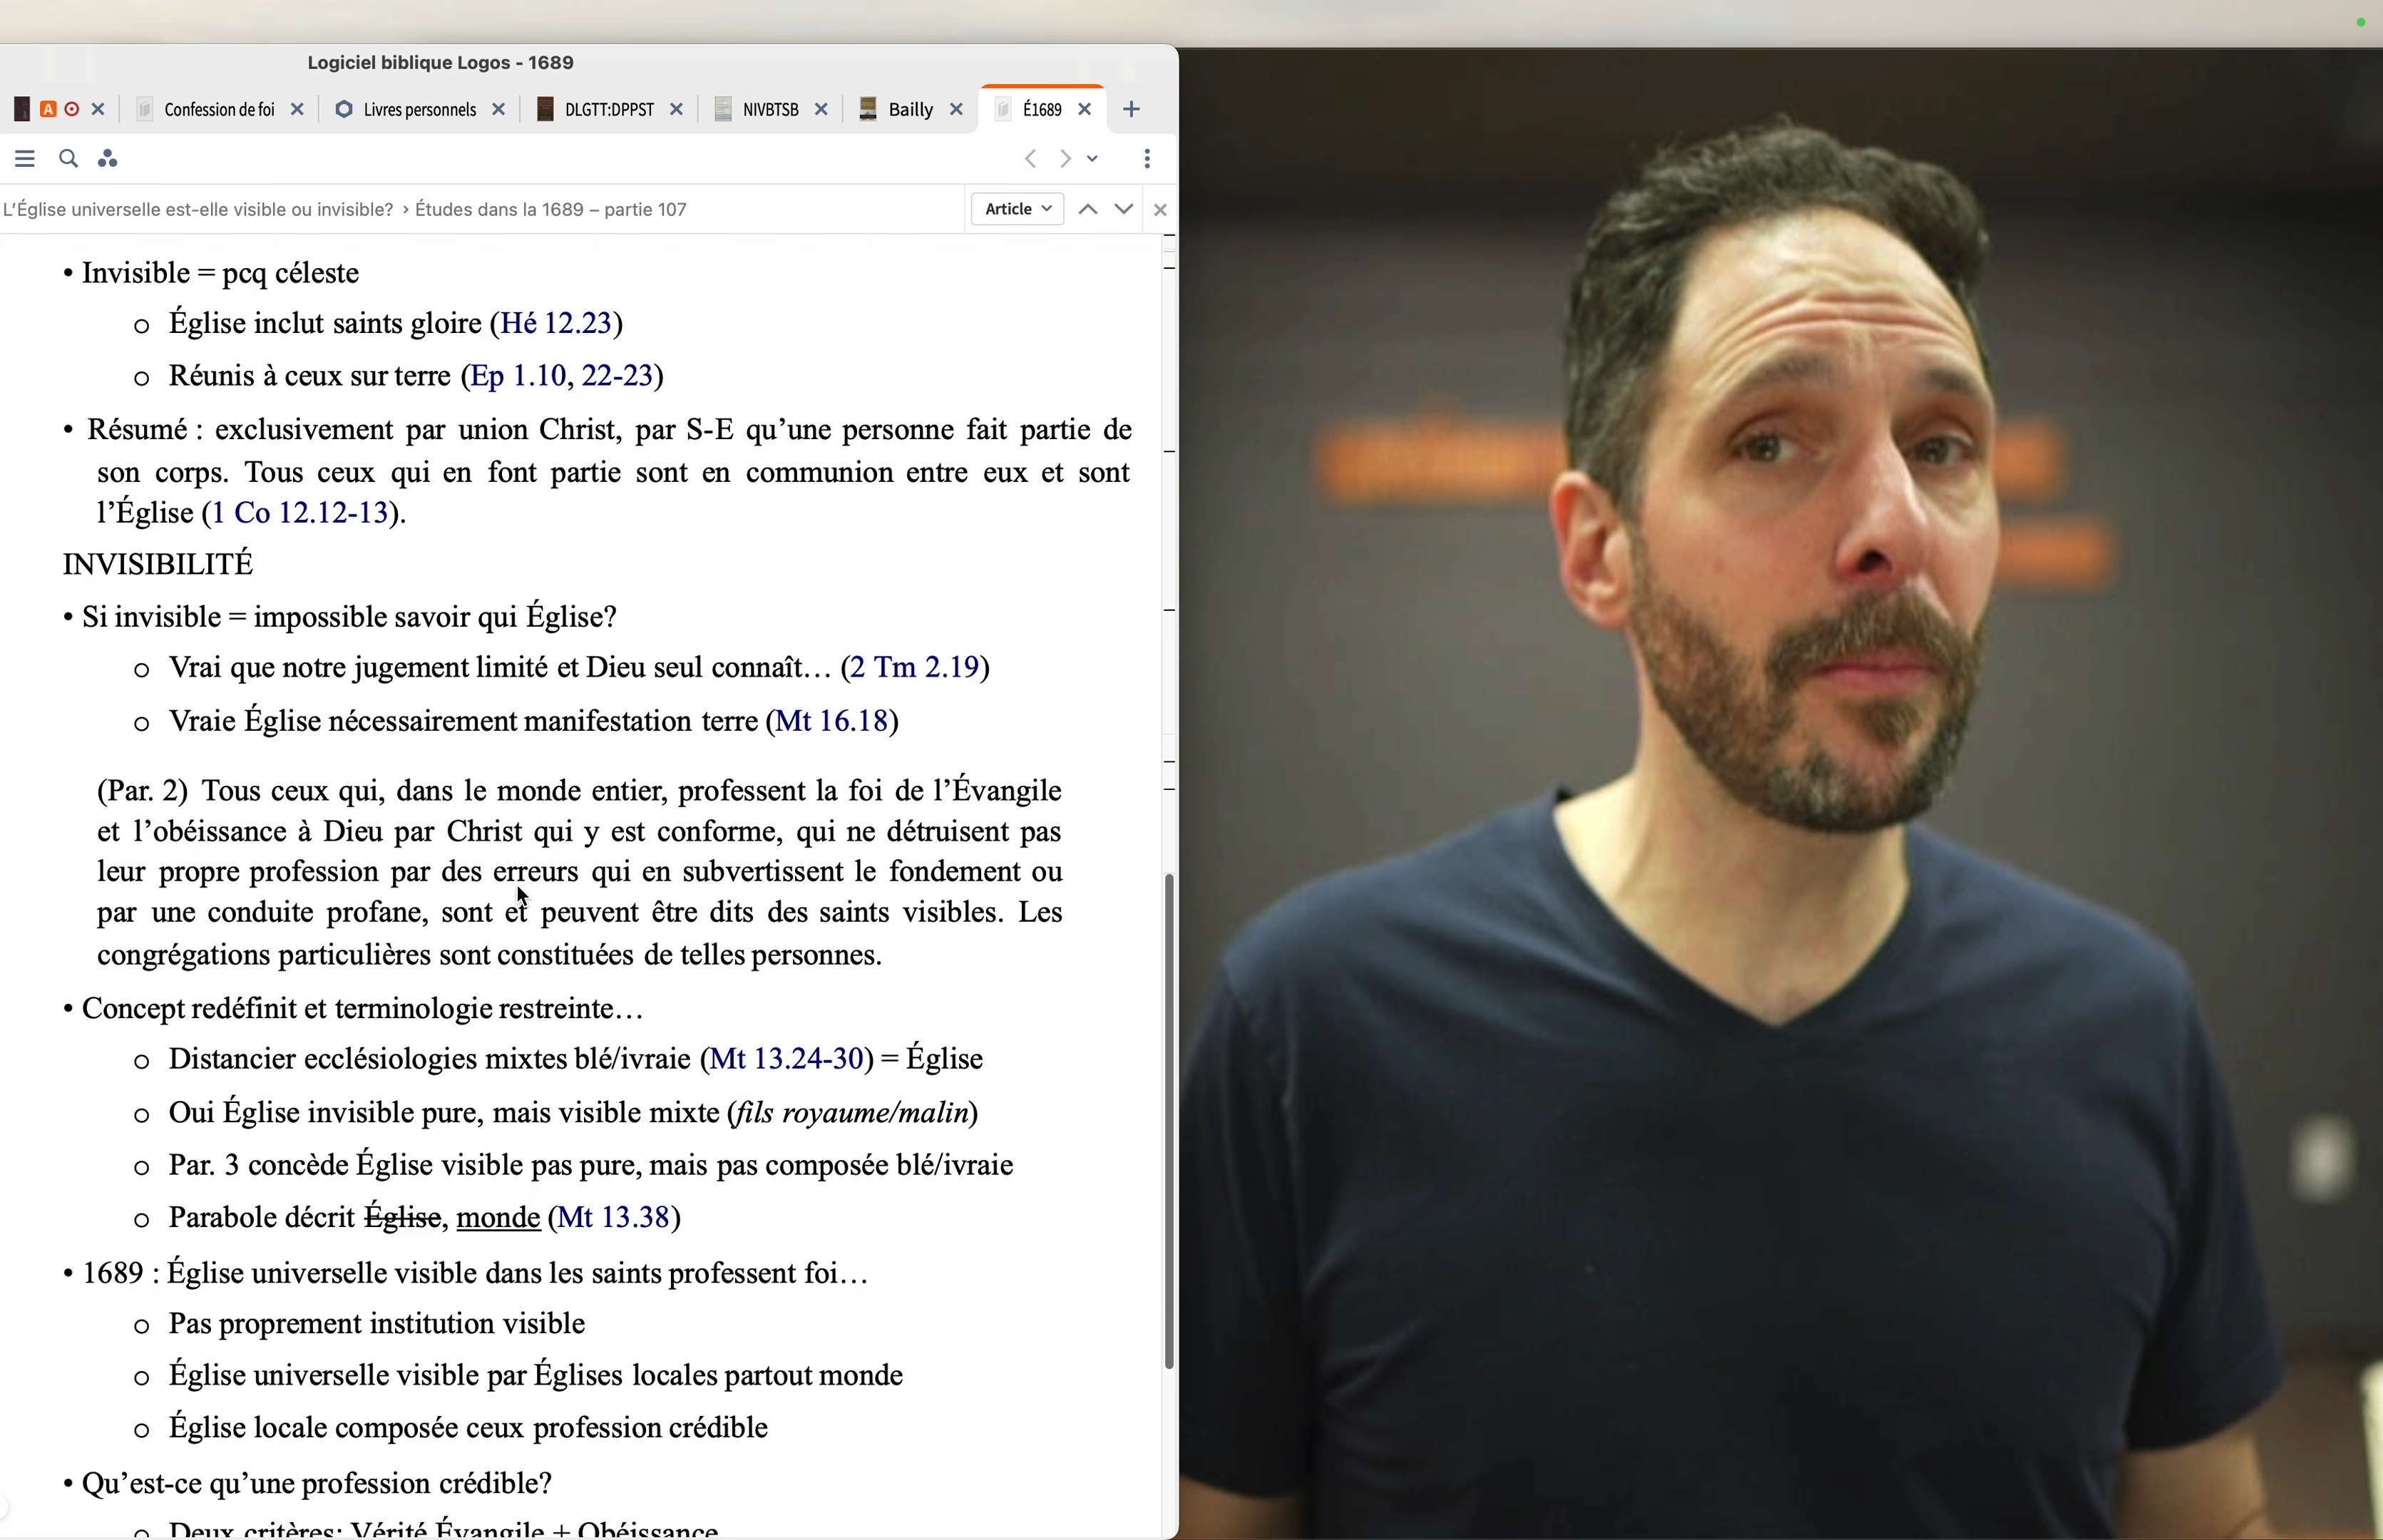 Logiciel biblique Logos - 1689
A Confession de foi Livres personnels DLGTT:DPPST NIVBTSB Bailly É1689
L'Église universelle est-elle visible ou invisible? › Études dans la 1689 – partie 107 Article
• Invisible = pcq céleste
o Église inclut saints gloire (Hé 12.23)
o Réunis à ceux sur terre (Ep 1.10, 22-23)
• Résumé : exclusivement par union Christ, par S-E qu'une personne fait partie de
son corps. Tous ceux qui en font partie sont en communion entre eux et sont
l'Église (1 Co 12.12-13).
INVISIBILITÉ
• Si invisible = impossible savoir qui Église?
o Vrai que notre jugement limité et Dieu seul connaît… (2 Tm 2.19)
o Vraie Église nécessairement manifestation terre (Mt 16.18)
(Par. 2) Tous ceux qui, dans le monde entier, professent la foi de l'Évangile
et l'obéissance à Dieu par Christ qui y est conforme, qui ne détruisent pas
leur propre profession par des erreurs qui en subvertissent le fondement ou
par une conduite profane, sont et peuvent être dits des saints visibles. Les
congrégations particulières sont constituées de telles personnes.
• Concept redéfinit et terminologie restreinte…
o Distancier ecclésiologies mixtes blé/ivraie (Mt 13.24-30) = Église
o Oui Église invisible pure, mais visible mixte (fils royaume/malin)
o Par. 3 concède Église visible pas pure, mais pas composée blé/ivraie
o Parabole décrit Église, monde (Mt 13.38)
• 1689 : Église universelle visible dans les saints professent foi…
o Pas proprement institution visible
o Église universelle visible par Églises locales partout monde
o Église locale composée ceux profession crédible
• Qu'est-ce qu'une profession crédible?
o Deux critères: Vérité Évangile + Obéissance